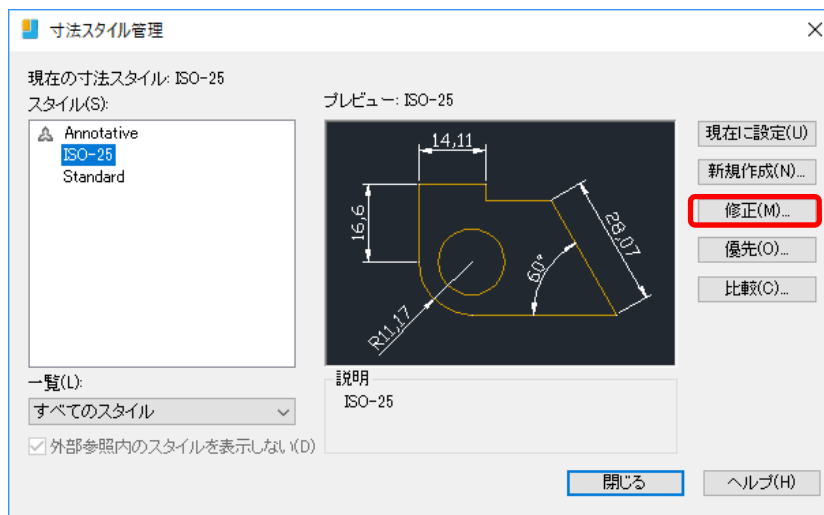 寸法スタイル管理
現在の寸法スタイル: ISO-25
スタイル(S):
Annotative
ISO-25
Standard
一覧(L):
すべてのスタイル
外部参照内のスタイルを表示しない(D)
プレビュー: ISO-25
14,11
16,6
28,07
60°
R11,17
説明
ISO-25
現在に設定(U)
新規作成(N)...
修正(M)...
優先(O)...
比較(C)...
閉じる
ヘルプ(H)